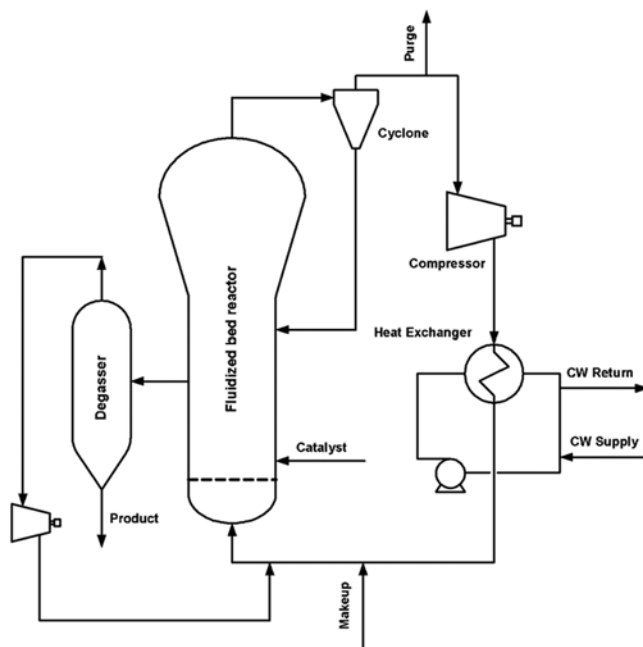 Purge
Cyclone
Compressor
Heat Exchanger
Fluidized bed reactor
Degasser
CW Return
Catalyst
CW Supply
Product
Makeup